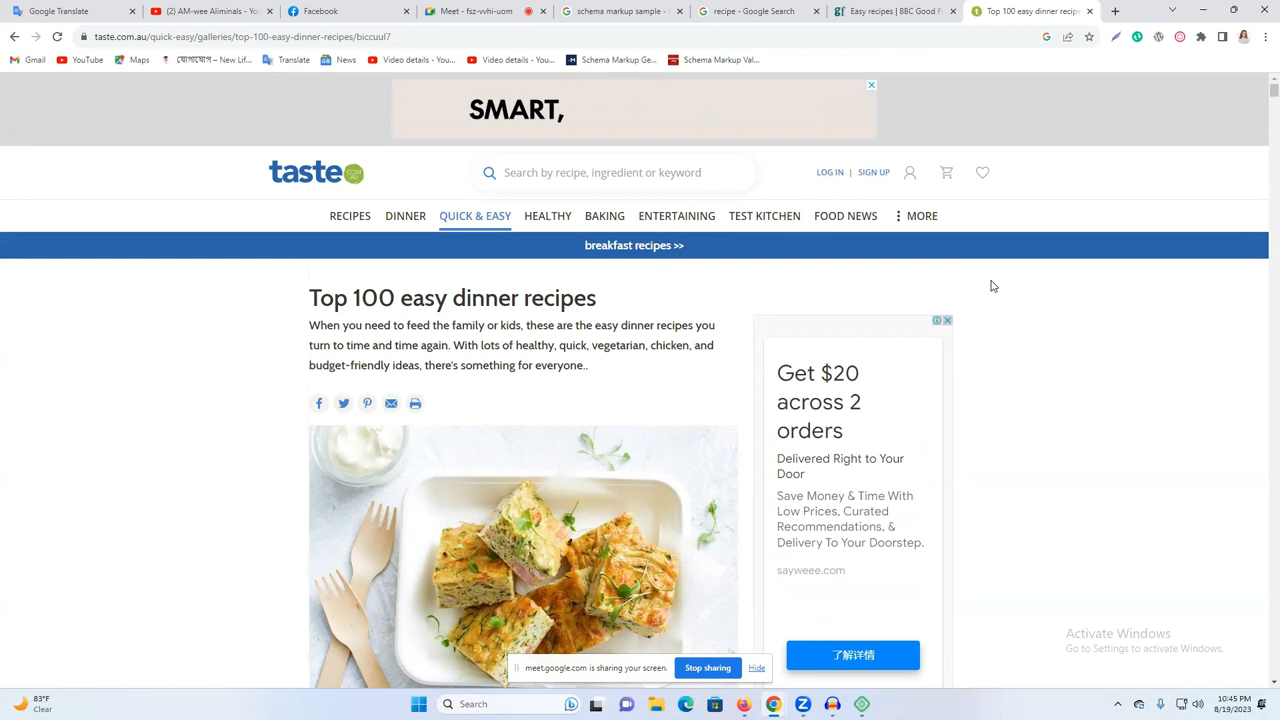 Google Translate
(2) AM-wee Aliminals - You
Facebook
Meet - fsz-vvhi-uom
schema markup sample -
recipe - Google Search
Easy recipes | BBC Good F
Top 100 easy dinner recipes
taste.com.au/quick-easy/galleries/top-100-easy-dinner-recipes/biccuul7
Gmail
YouTube
Maps
যোগাযোগ – New Lif...
Translate
News
Video details - You...
Video details - You...
Schema Markup Ge...
Schema Markup Val...
SMART,
taste.COM.AU
Search by recipe, ingredient or keyword
LOG IN | SIGN UP
RECIPES DINNER QUICK & EASY HEALTHY BAKING ENTERTAINING TEST KITCHEN FOOD NEWS MORE
breakfast recipes >>
Top 100 easy dinner recipes
When you need to feed the family or kids, these are the easy dinner recipes you
turn to time and time again. With lots of healthy, quick, vegetarian, chicken, and
budget-friendly ideas, there's something for everyone..
Get $20
across 2
orders
Delivered Right to Your
Door
Save Money & Time With
Low Prices, Curated
Recommendations, &
Delivery To Your Doorstep.
sayweee.com
了解详情
Activate Windows
Go to Settings to activate Windows.
meet.google.com is sharing your screen.
Stop sharing
Hide
83°F
Clear
Search
10:45 PM
8/19/2023